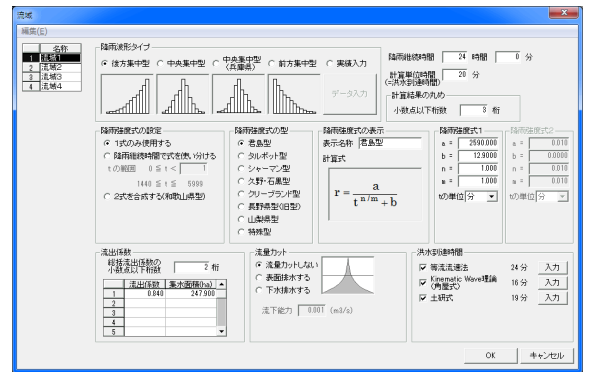 流域
編集(E)
名称
1 流域1
2 流域2
3 流域3
4 流域4
降雨波形タイプ
後方集中型
中央集中型
中央集中型(兵庫県)
前方集中型
実績入力
データ入力
降雨継続時間 24 時間 0 分
計算単位時間(=洪水到達時間) 20 分
計算結果の丸め
小数点以下桁数 3 桁
降雨強度式の設定
1式のみ使用する
降雨継続時間で式を使い分ける
tの範囲 0 ≦ t < 1
1440 ≦ t ≦ 5999
2式を合成する(和歌山県型)
降雨強度式の型
君島型
タルボット型
シャーマン型
久野・石黒型
クリーブランド型
長野県型(旧型)
山梨県型
特殊型
降雨強度式の表示
表示名称 君島型
計算式
r = a / t^n/m + b
降雨強度式1
a = 2590.000
b = 12.9000
n = 1.000
m = 1.000
tの単位 分
降雨強度式2
a = 0.010
b = 0.0000
n = 0.010
m = 0.010
tの単位 分
流出係数
総括流出係数の小数点以下桁数 2 桁
流出係数 集水面積(ha)
1 0.840 247.900
2
3
4
5
流量カット
流量カットしない
表面排水する
下水排水する
流下能力 0.001 (m3/s)
洪水到達時間
等流流速法 24 分 入力
Kinematic Wave理論(角屋式) 16 分 入力
土研式 19 分 入力
OK
キャンセル